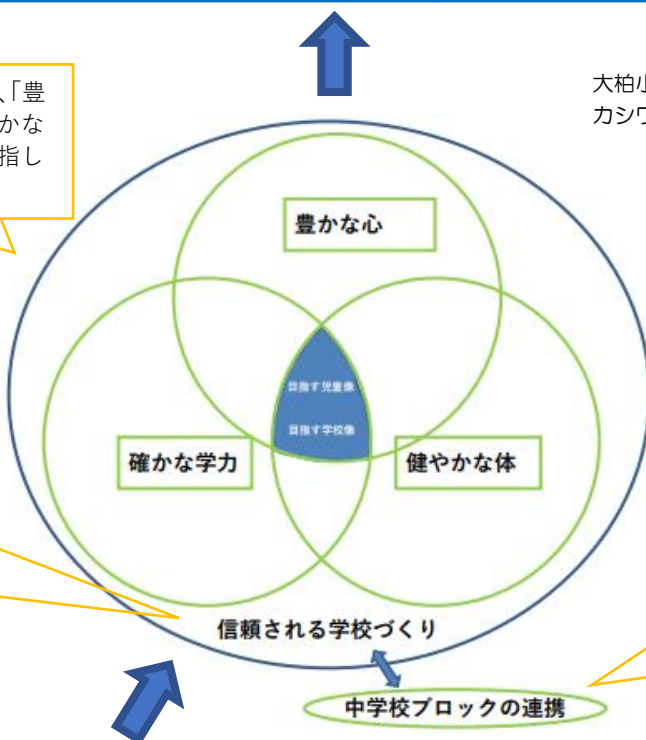 、「豊
かな
指し
大柏小
カシワ
豊かな心
目指す児童像
目指す学校像
確かな学力
健やかな体
信頼される学校づくり
中学校ブロックの連携